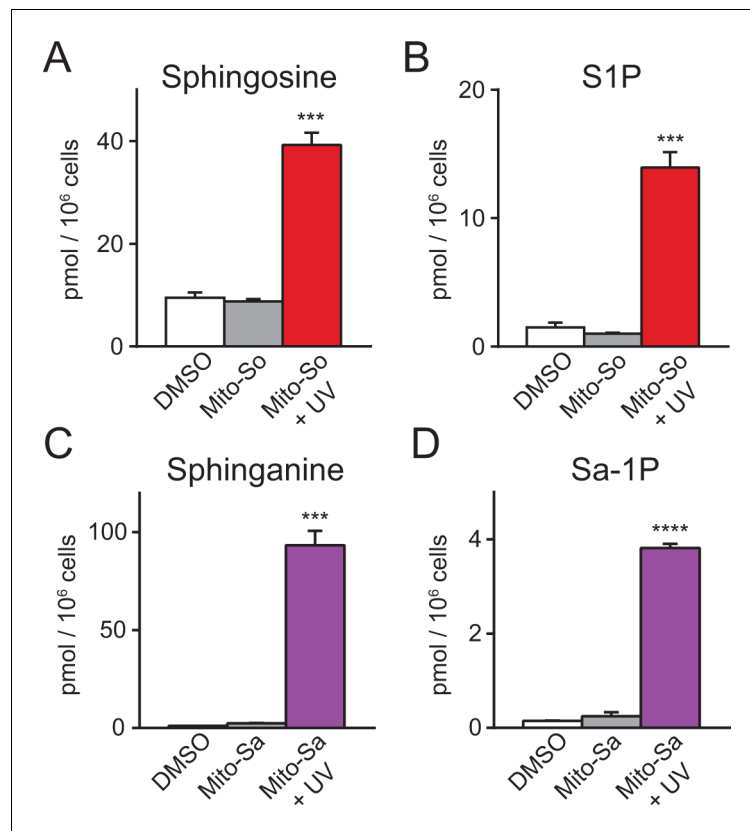 A
Sphingosine
pmol / 10⁶ cells
40
20
0
***
DMSO
Mito-So
Mito-So
+ UV
B
S1P
pmol / 10⁶ cells
20
10
0
***
DMSO
Mito-So
Mito-So
+ UV
C
Sphinganine
pmol / 10⁶ cells
100
50
0
***
DMSO
Mito-Sa
Mito-Sa
+ UV
D
Sa-1P
pmol / 10⁶ cells
4
2
0
****
DMSO
Mito-Sa
Mito-Sa
+ UV